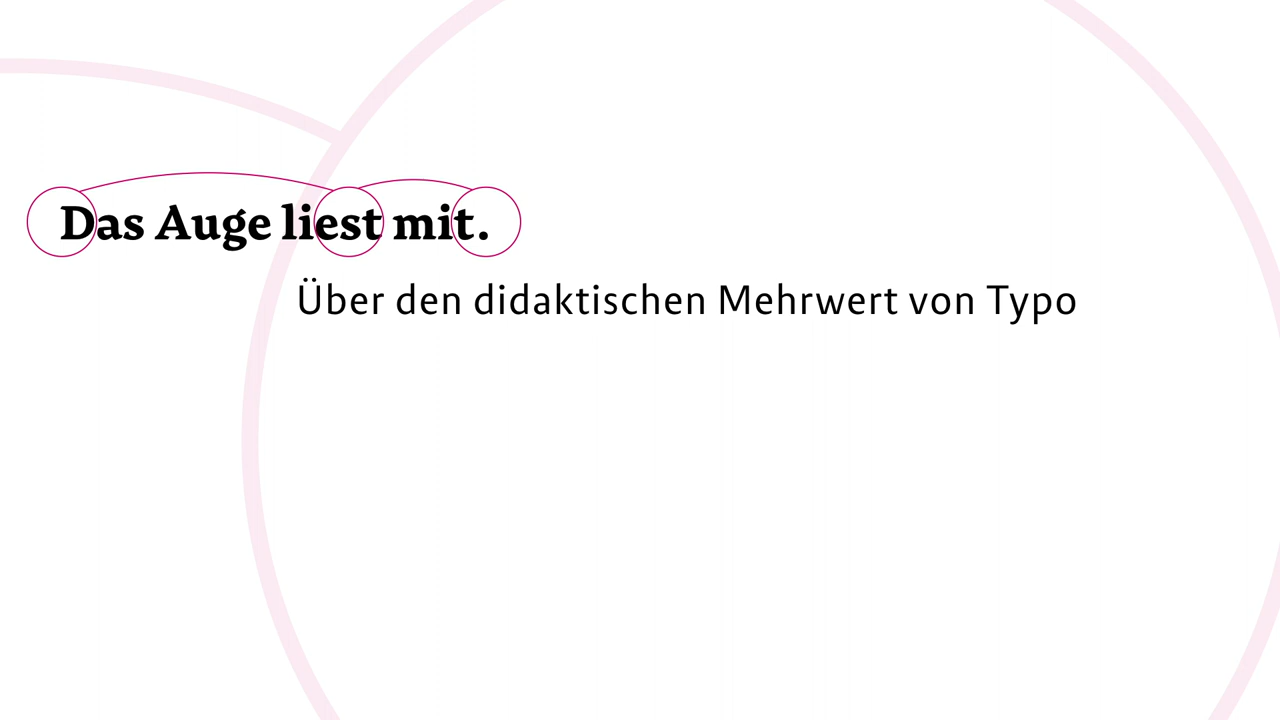 Das Auge liest mit.
Über den didaktischen Mehrwert von Typo